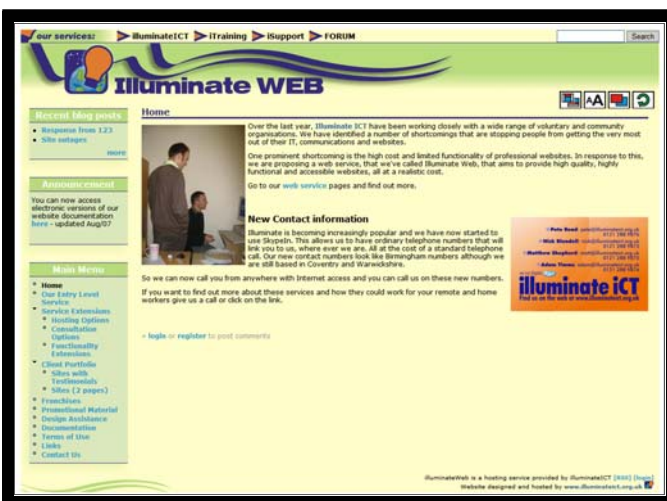 our services:
illuminateICT
iTraining
iSupport
FORUM
Search
Illuminate WEB
AA
Recent blog posts
Response from 123
Site outages
more
Announcement
You can now access
electronic versions of our
website documentation
here - updated Aug/07
Main Menu
Home
Our Entry Level
Service
Service Extensions
Hosting Options
Consultation
Options
Functionality
Extensions
Client Portfolio
Sites with
Testimonials
Sites (2 pages)
Franchises
Promotional Material
Design Assistance
Documentation
Terms of Use
Links
Contact Us
Home
Over the last year, Illuminate ICT have been working closely with a wide range of voluntary and community
organisations. We have identified a number of shortcomings that are stopping people from getting the very most
out of their IT, communications and websites.
One prominent shortcoming is the high cost and limited functionality of professional websites. In response to this,
we are proposing a web service, that we've called Illuminate Web, that aims to provide high quality, highly
functional and accessible websites, all at a realistic cost.
Go to our web service pages and find out more.
New Contact information
Illuminate is becoming increasingly popular and we have now started to
use SkypeIn. This allows us to have ordinary telephone numbers that will
link you to us, where ever we are. All at the cost of a standard telephone
call. Our new contact numbers look like Birmingham numbers although we
are still based in Coventry and Warwickshire.
So we can now call you from anywhere with Internet access and you can call us on these new numbers.
If you want to find out more about these services and how they could work for your remote and home
workers give us a call or click on the link.
illuminate iCT
Find us on the web at www.illuminateict.org.uk
» login or register to post comments
illuminateWeb is a hosting service provided by illuminateICT [RSS] [login]
Website designed and hosted by www.illuminateict.org.uk